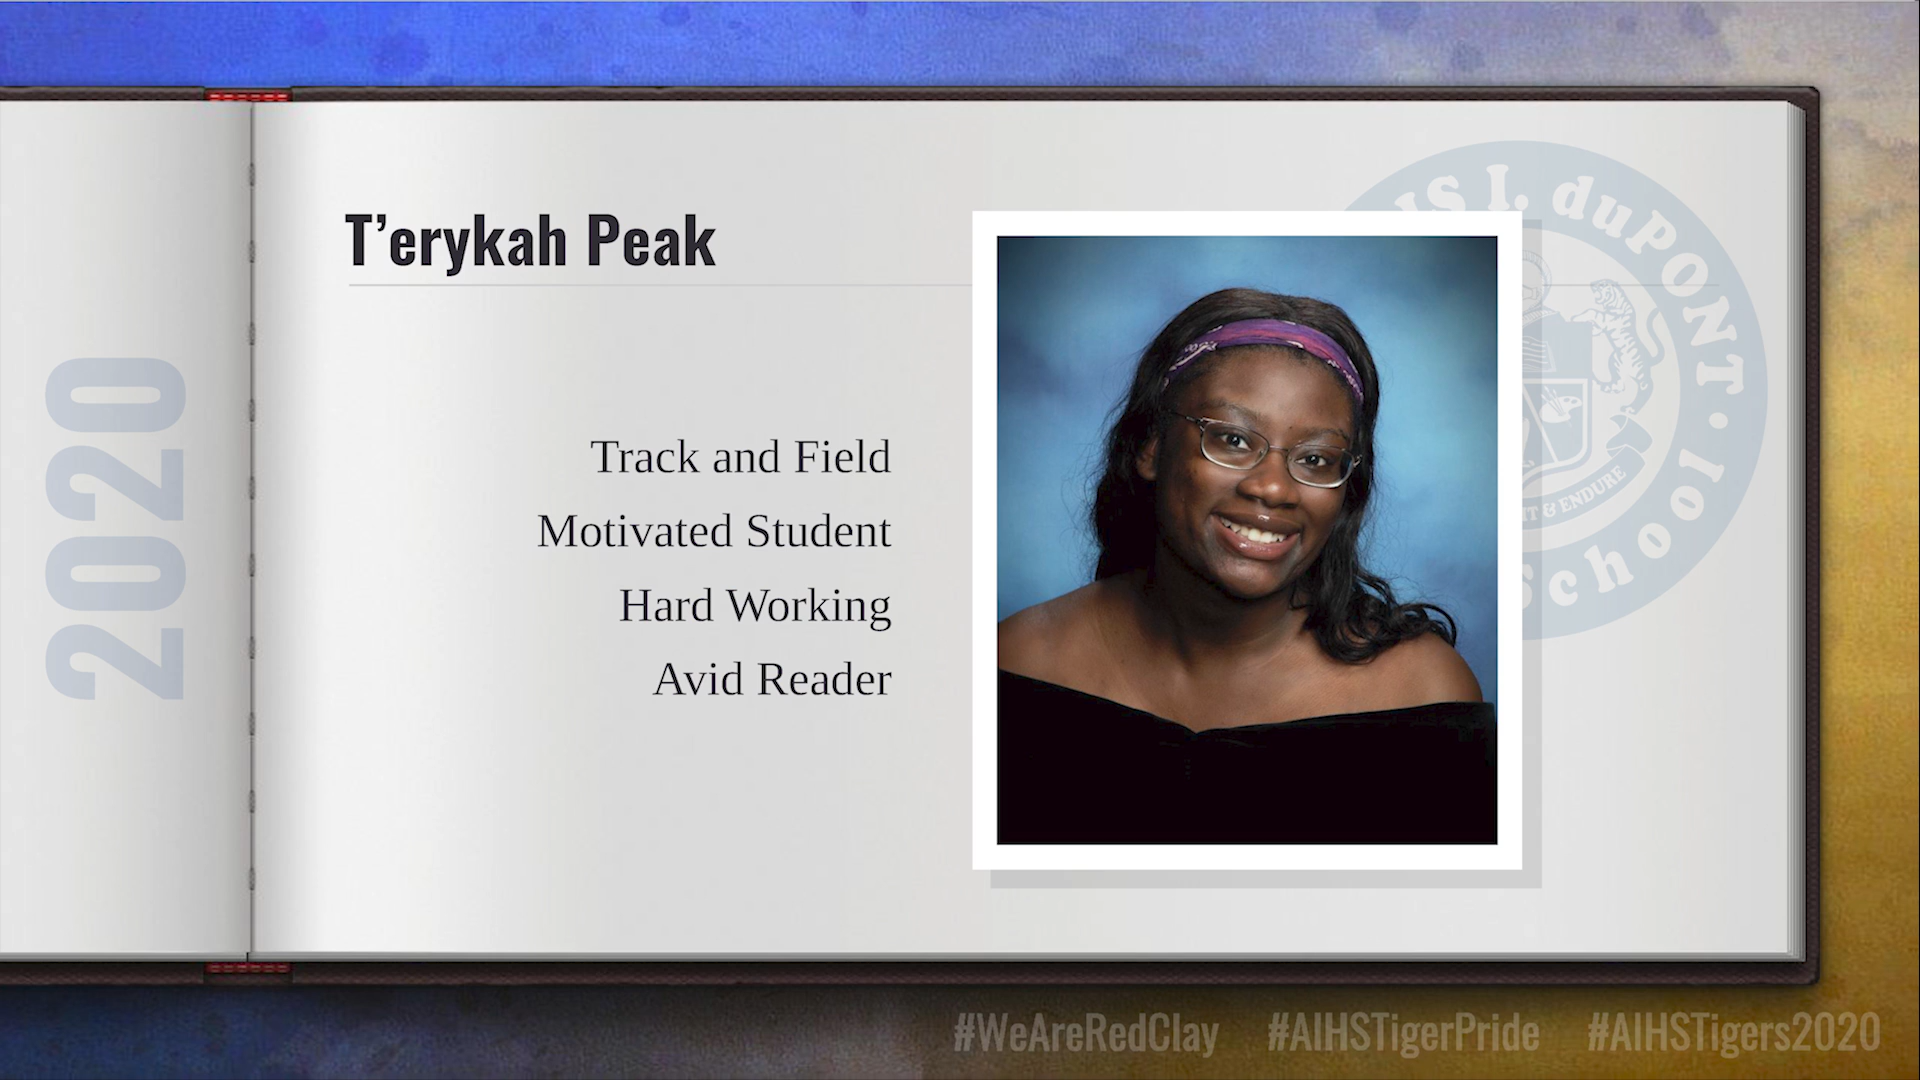 2020
T’erykah Peak
Track and Field
Motivated Student
Hard Working
Avid Reader
I. duPONT
School
& ENDURE
#WeAreRedClay #AIHSTigerPride #AIHSTigers2020